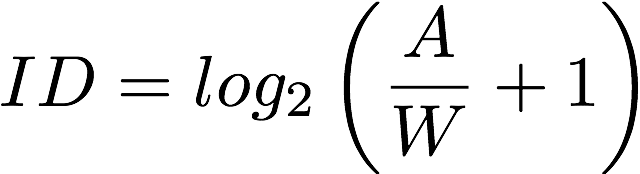 ID = log₂ (A/W + 1)